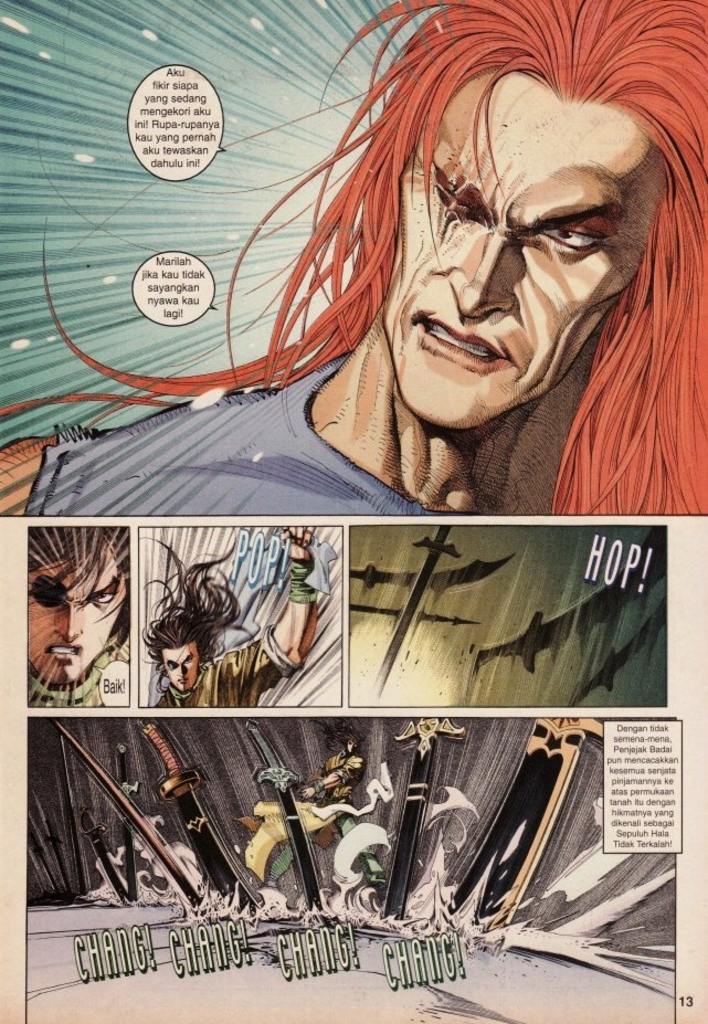 Aku
fikir siapa
yang sedang
mengekori aku
ini! Rupa-rupanya
kau yang pernah
aku tewaskan
dahulu ini!
Marilah
jika kau tidak
sayangkan
nyawa kau
lagi!
Baik!
POP!
HOP!
Dengan tidak
semena-mena,
Penjejak Badai
pun mencacakkan
kesemua senjata
pinjamannya ke
atas permukaan
tanah itu dengan
hikmatnya yang
dikenali sebagai
Sepuluh Hala
Tidak Terkalah!
CHANG! CHANG! CHANG! CHANG!
13